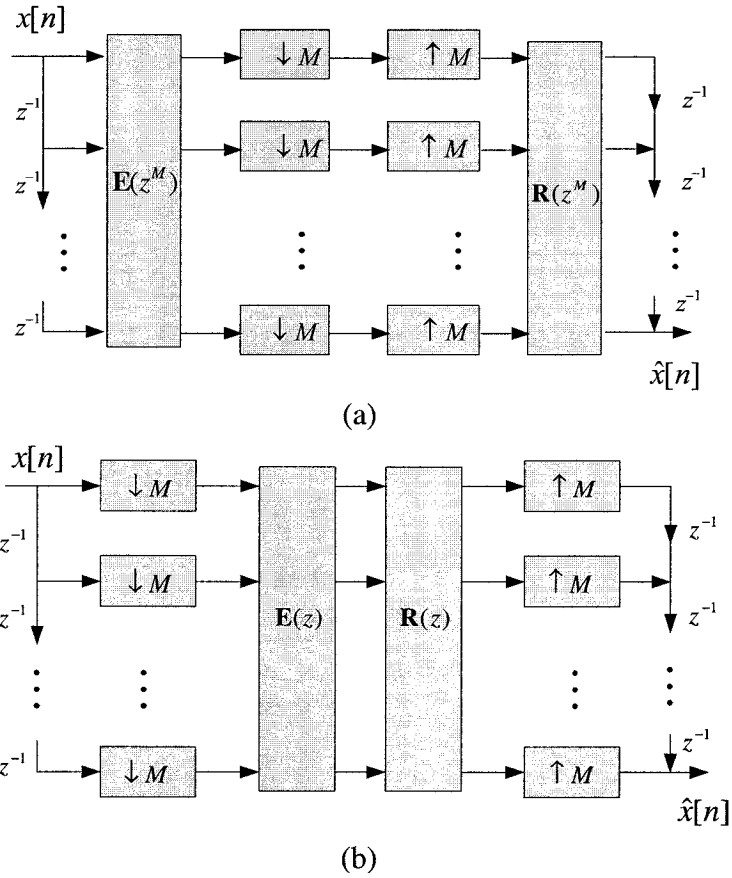 x[n]
↓ M ↑ M
z⁻¹ z⁻¹
↓ M ↑ M
E(z^M) R(z^M)
z⁻¹ z⁻¹
z⁻¹ ↓ M ↑ M z⁻¹
x̂[n]
(a)
x[n]
↓ M ↑ M
z⁻¹ z⁻¹
↓ M ↑ M
E(z) R(z)
z⁻¹ z⁻¹
z⁻¹ ↓ M ↑ M z⁻¹
x̂[n]
(b)